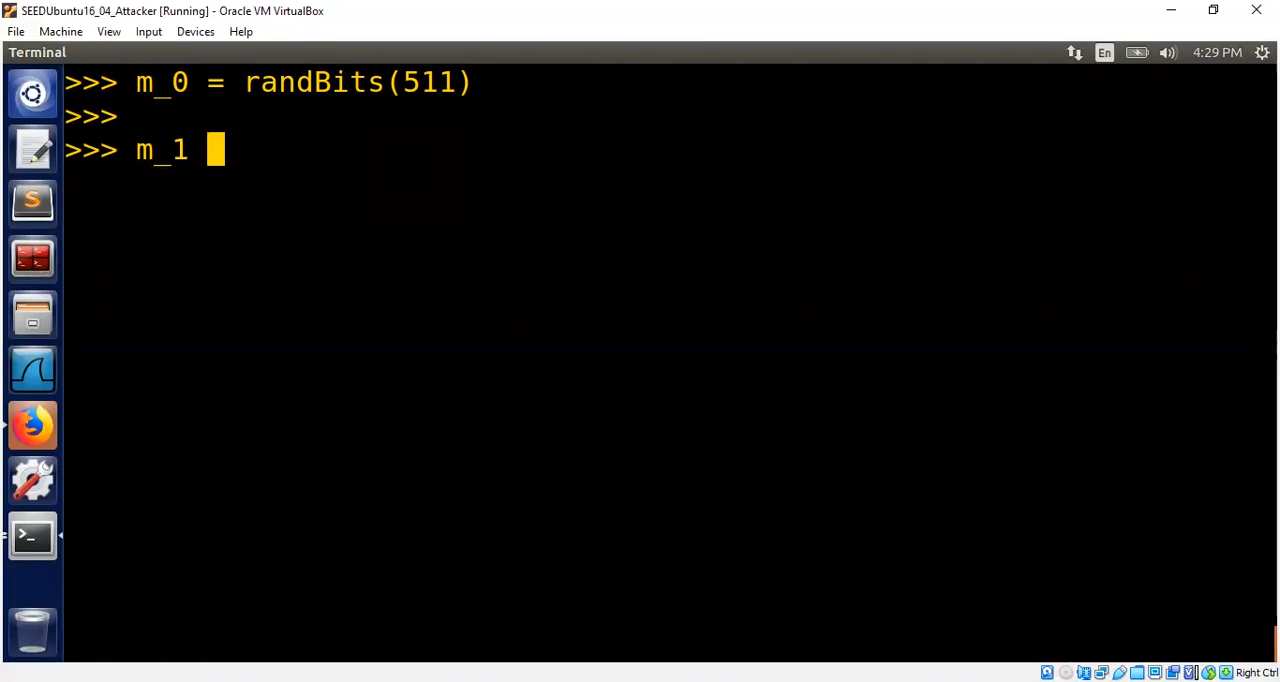 SEEDUbuntu16_04_Attacker [Running] - Oracle VM VirtualBox
File Machine View Input Devices Help
Terminal En 4:29 PM
>>> m_0 = randBits(511)
>>>
>>> m_1
Right Ctrl